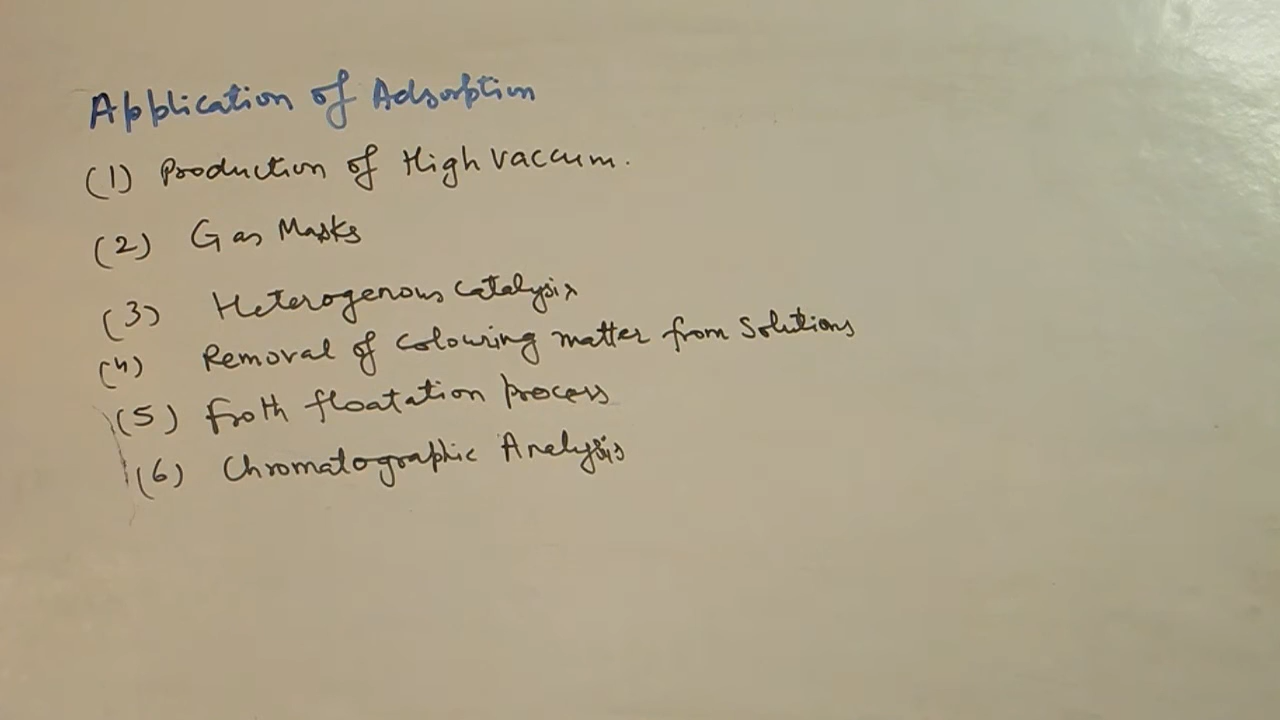 Application of Adsorption
(1) Production of High vaccum.
(2) Gas Masks
(3) Heterogenous catalysis
(4) Removal of colouring matter from solutions
(5) Froth floatation process
(6) Chromatographic Analysis